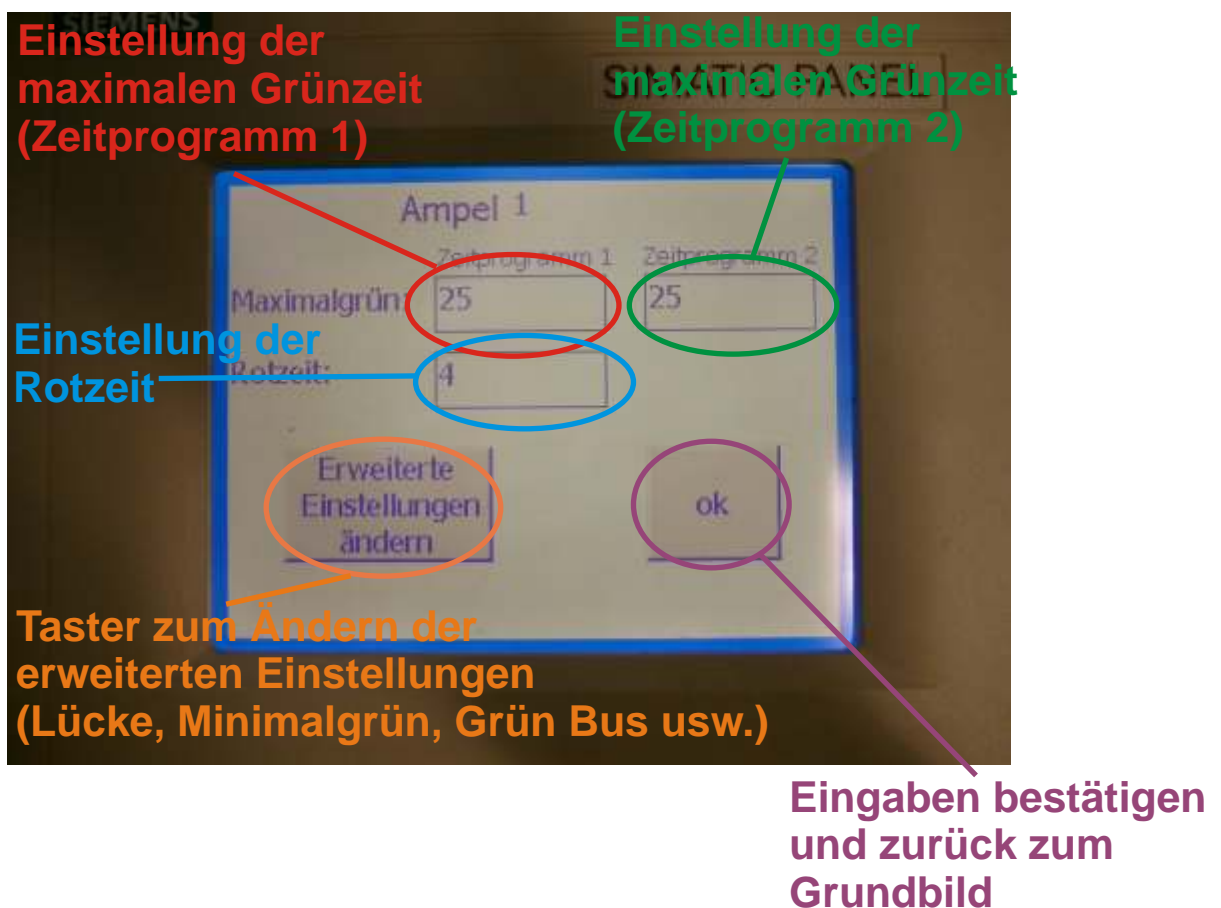 SIEMENS
SIMATIC PANEL
Einstellung der
maximalen Grünzeit
(Zeitprogramm 1)
Einstellung der
maximalen Grünzeit
(Zeitprogramm 2)
Ampel 1
Zeitprogramm 1
Zeitprogramm 2
Maximalgrün:
25
25
Einstellung der
Rotzeit
Rotzeit:
4
Erweiterte
Einstellungen
ändern
ok
Taster zum Ändern der
erweiterten Einstellungen
(Lücke, Minimalgrün, Grün Bus usw.)
Eingaben bestätigen
und zurück zum
Grundbild